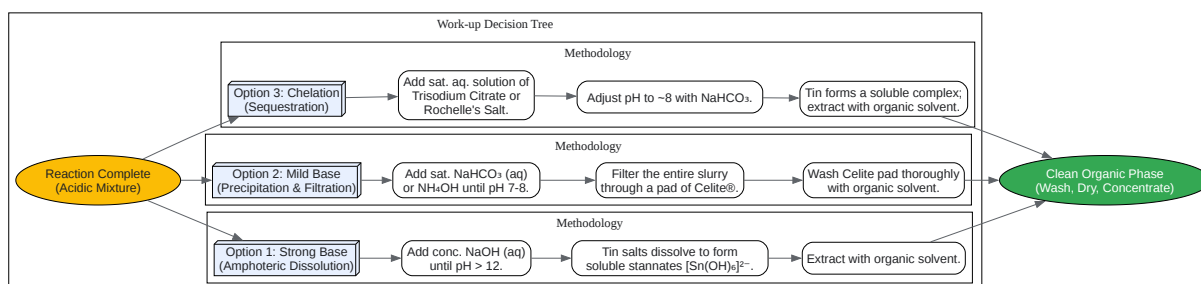 Work-up Decision Tree
Methodology
Option 3: Chelation
(Sequestration)
Add sat. aq. solution of
Trisodium Citrate or
Rochelle's Salt.
Adjust pH to ~8 with NaHCO₃.
Tin forms a soluble complex;
extract with organic solvent.
Methodology
Reaction Complete
(Acidic Mixture)
Option 2: Mild Base
(Precipitation & Filtration)
Add sat. NaHCO₃ (aq)
or NH₄OH until pH 7-8.
Filter the entire slurry
through a pad of Celite®.
Wash Celite pad thoroughly
with organic solvent.
Clean Organic Phase
(Wash, Dry, Concentrate)
Methodology
Option 1: Strong Base
(Amphoteric Dissolution)
Add conc. NaOH (aq)
until pH > 12.
Tin salts dissolve to form
soluble stannates [Sn(OH)₆]²⁻.
Extract with organic solvent.